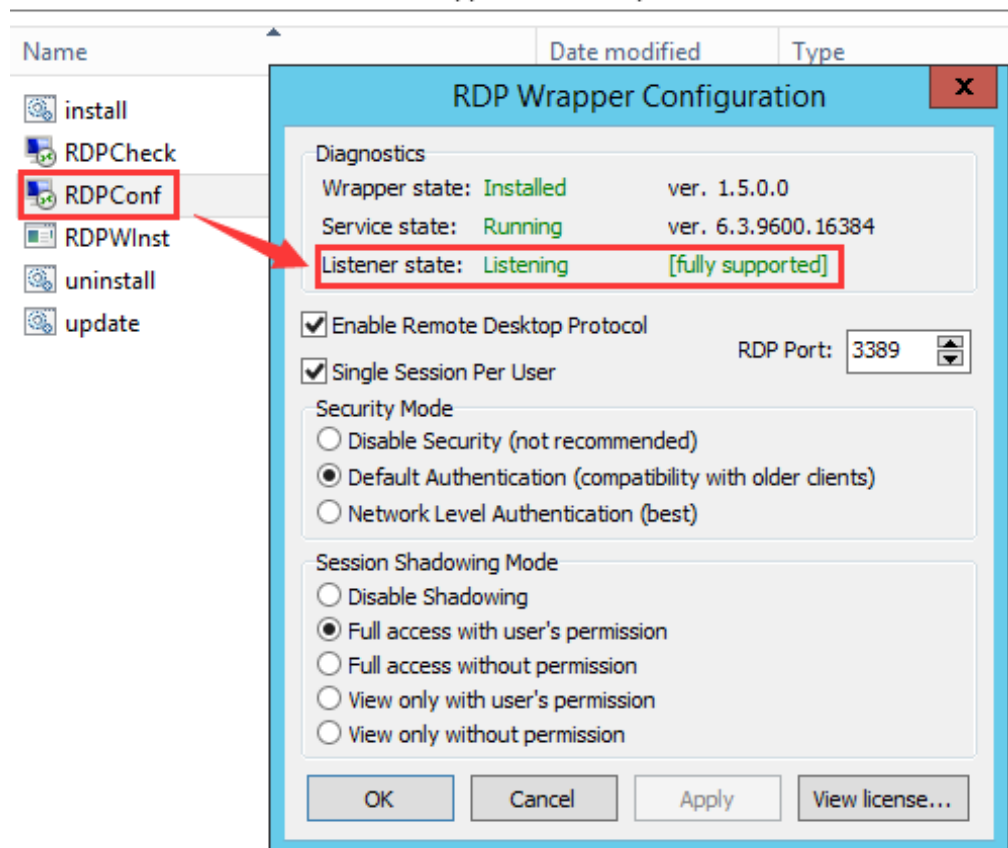 Name Date modified Type
install
RDPCheck
RDPConf
RDPWInst
uninstall
update
RDP Wrapper Configuration
x
Diagnostics
Wrapper state: Installed ver. 1.5.0.0
Service state: Running ver. 6.3.9600.16384
Listener state: Listening [fully supported]
Enable Remote Desktop Protocol
RDP Port: 3389
Single Session Per User
Security Mode
Disable Security (not recommended)
Default Authentication (compatibility with older clients)
Network Level Authentication (best)
Session Shadowing Mode
Disable Shadowing
Full access with user's permission
Full access without permission
View only with user's permission
View only without permission
OK Cancel Apply View license...